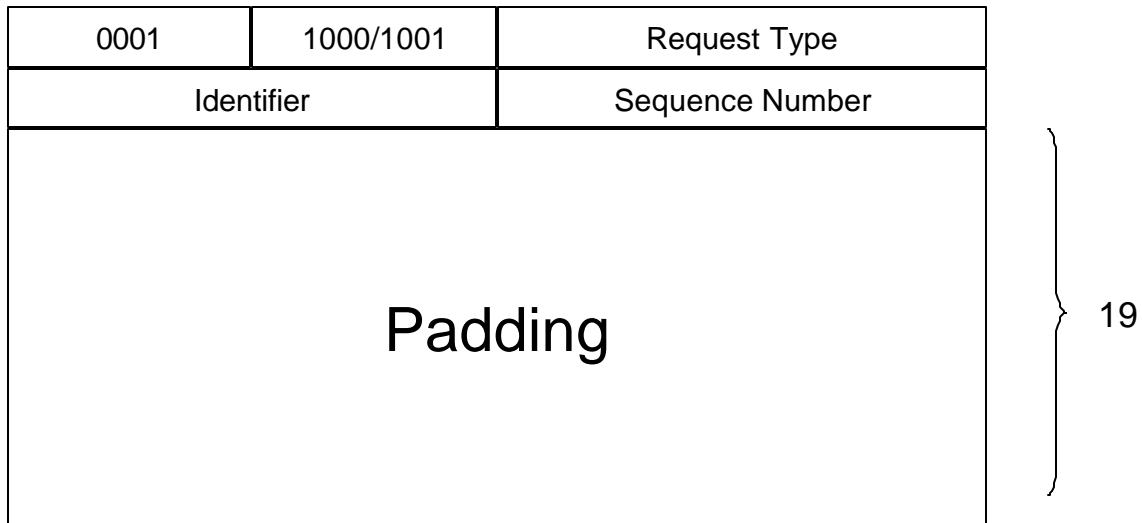 0001 1000/1001 Request Type
Identifier Sequence Number
Padding
19